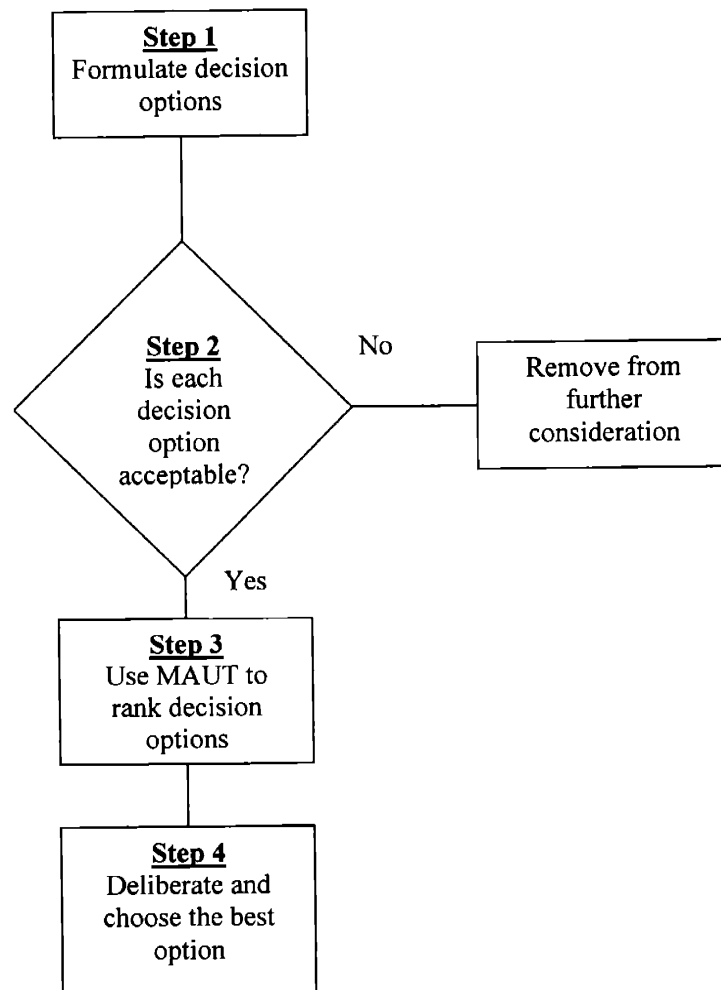 Step 1
Formulate decision
options
Step 2
Is each
decision
option
acceptable?
No
Remove from
further
consideration
Yes
Step 3
Use MAUT to
rank decision
options
Step 4
Deliberate and
choose the best
option